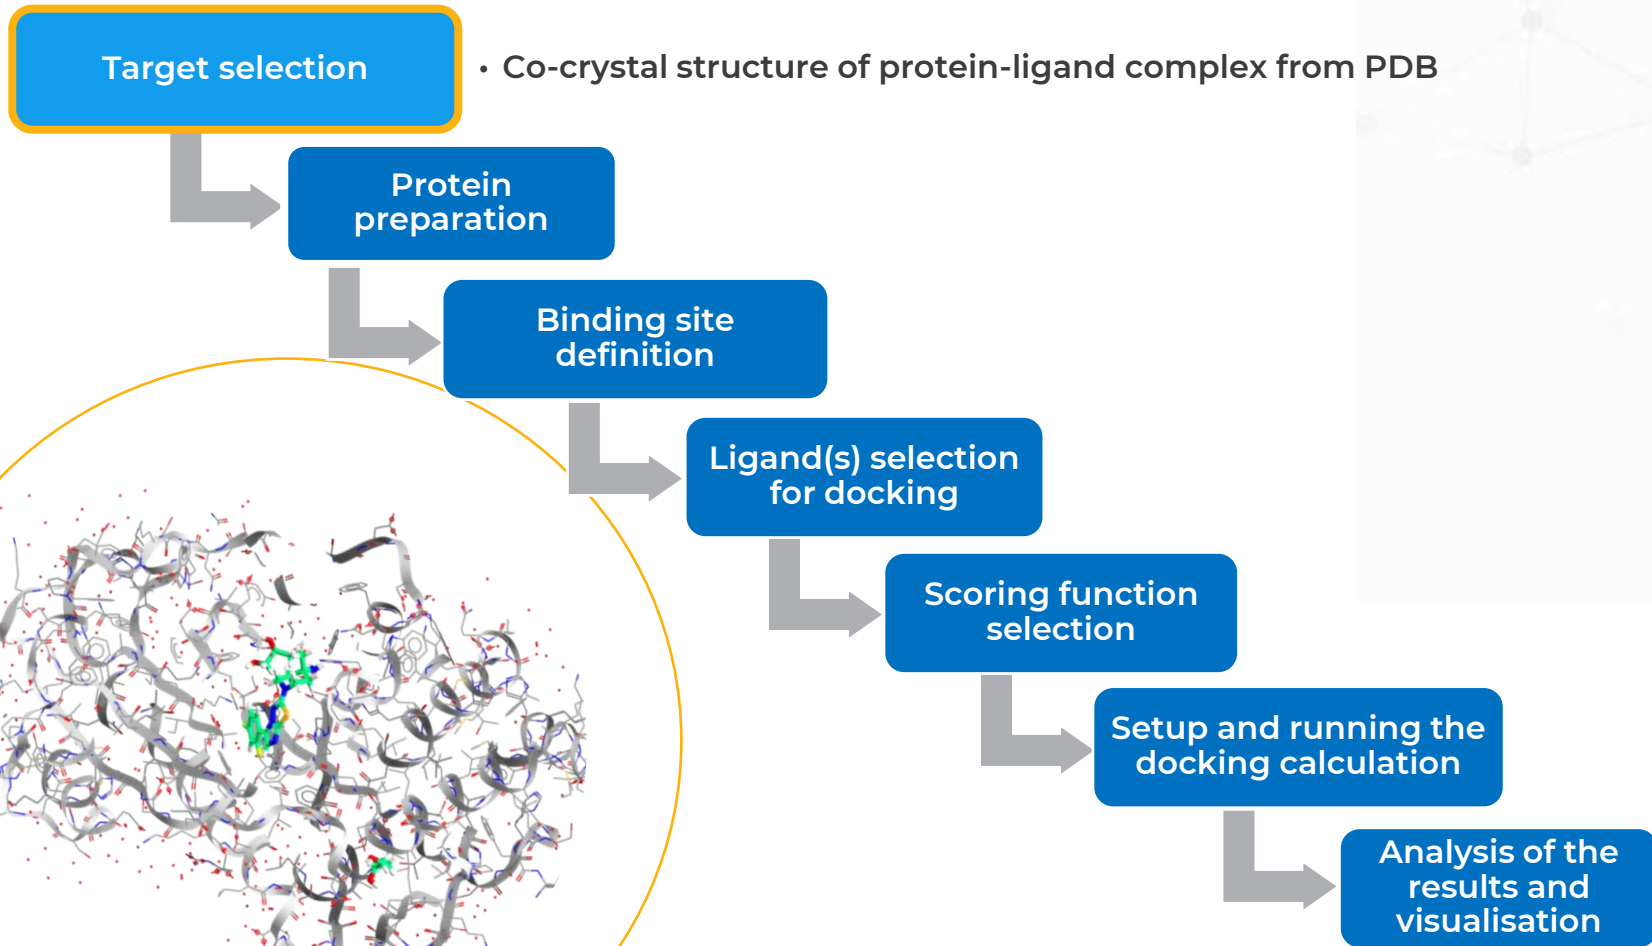 Target selection
• Co-crystal structure of protein-ligand complex from PDB
Protein
preparation
Binding site
definition
Ligand(s) selection
for docking
Scoring function
selection
Setup and running the
docking calculation
Analysis of the
results and
visualisation